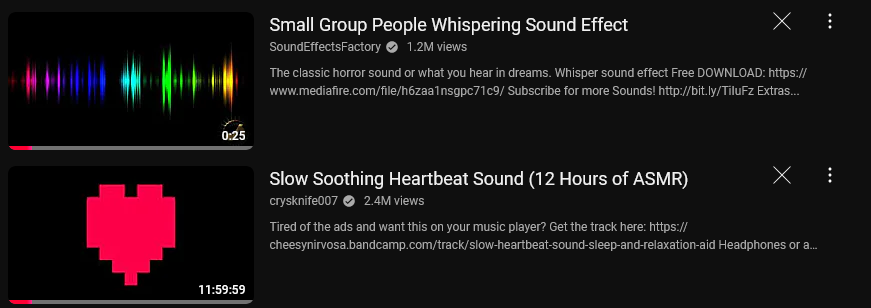 Small Group People Whispering Sound Effect
SoundEffectsFactory 1.2M views
The classic horror sound or what you hear in dreams. Whisper sound effect Free DOWNLOAD: https://
www.mediafire.com/file/h6zaa1nsgpc71c9/ Subscribe for more Sounds! http://bit.ly/TiluFz Extras...
0:25
Slow Soothing Heartbeat Sound (12 Hours of ASMR)
crysknife007 2.4M views
Tired of the ads and want this on your music player? Get the track here: https://
cheesynirvosa.bandcamp.com/track/slow-heartbeat-sound-sleep-and-relaxation-aid Headphones or a...
11:59:59